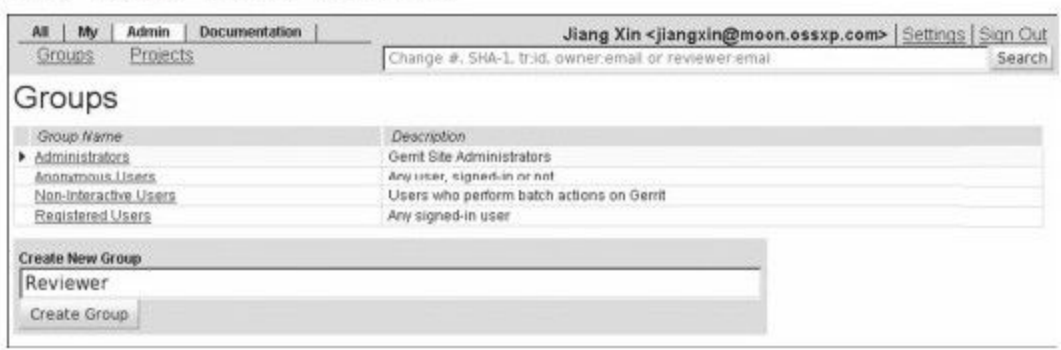 All | My | Admin | Documentation |
Jiang Xin <jiangxin@moon.ossxp.com> | Settings | Sign Out
Groups Projects
Change #, SHA-1, tr:id, owner:email or reviewer:emai
Search
Groups
Group Name Description
Administrators Gerrit Site Administrators
Anonymous Users Any user, signed-in or not
Non-Interactive Users Users who perform batch actions on Gerrit
Registered Users Any signed-in user
Create New Group
Reviewer
Create Group